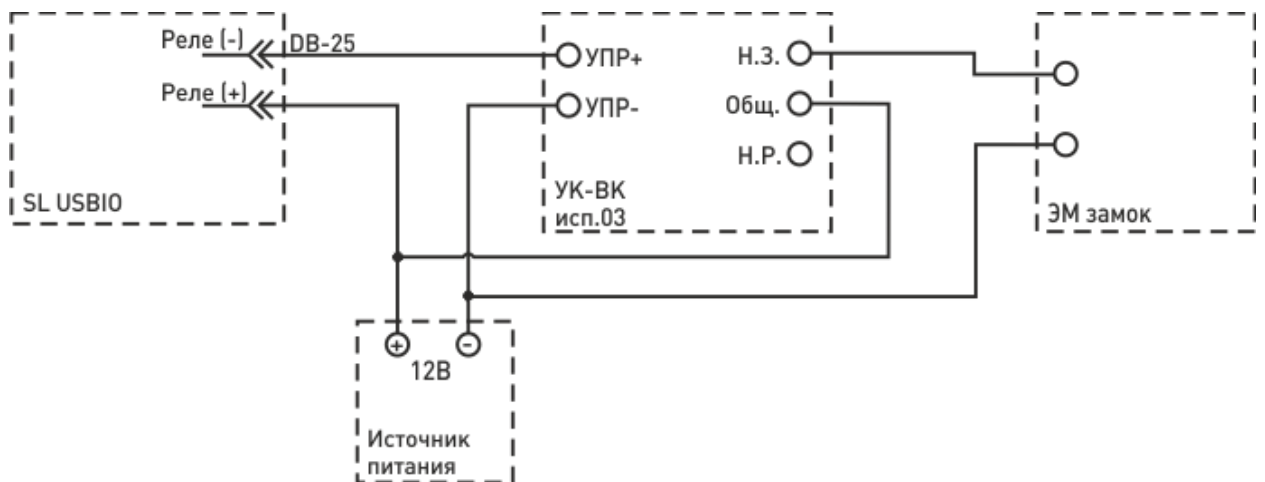 Реле (-)
DB-25
Реле (+)
SL USBIO
УПР+
УПР-
Н.З.
Общ.
Н.Р.
УК-ВК
исп.03
ЭМ замок
+
-
12В
Источник
питания